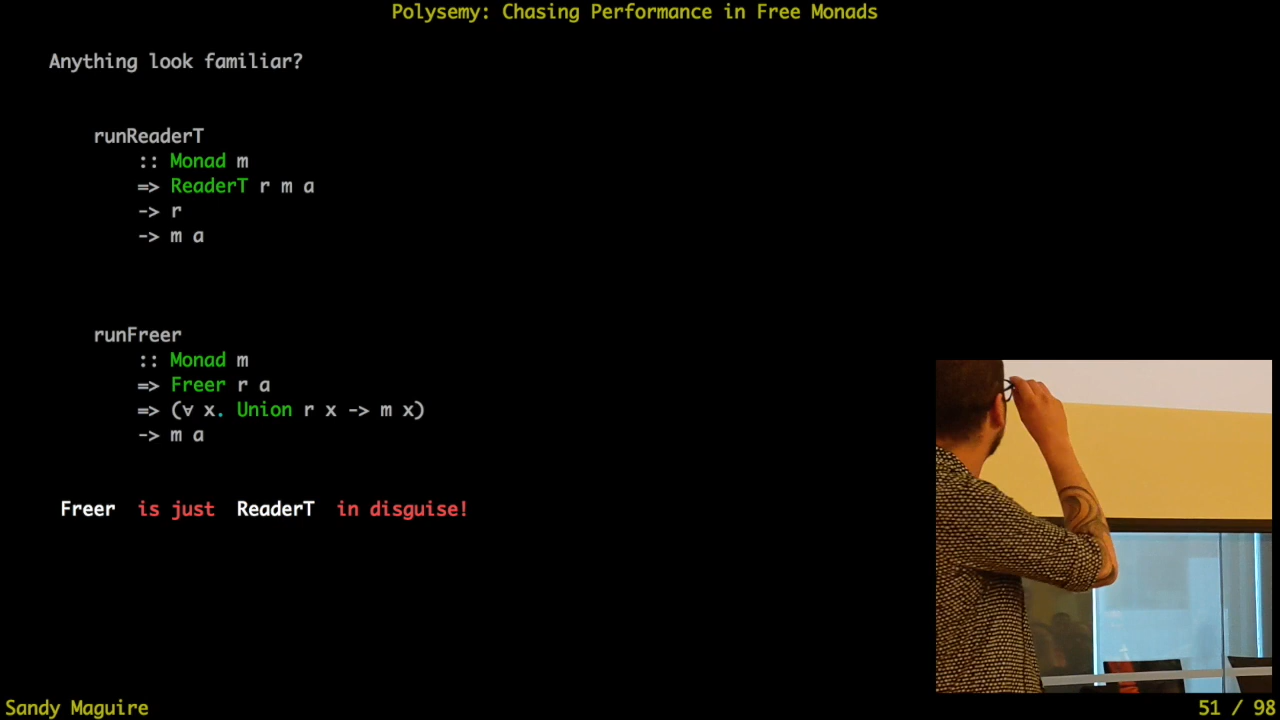 Polysemy: Chasing Performance in Free Monads
Anything look familiar?
runReaderT
:: Monad m
=> ReaderT r m a
-> r
-> m a
runFreer
:: Monad m
=> Freer r a
=> (∀ x. Union r x -> m x)
-> m a
Freer is just ReaderT in disguise!
Sandy Maguire
51 / 98